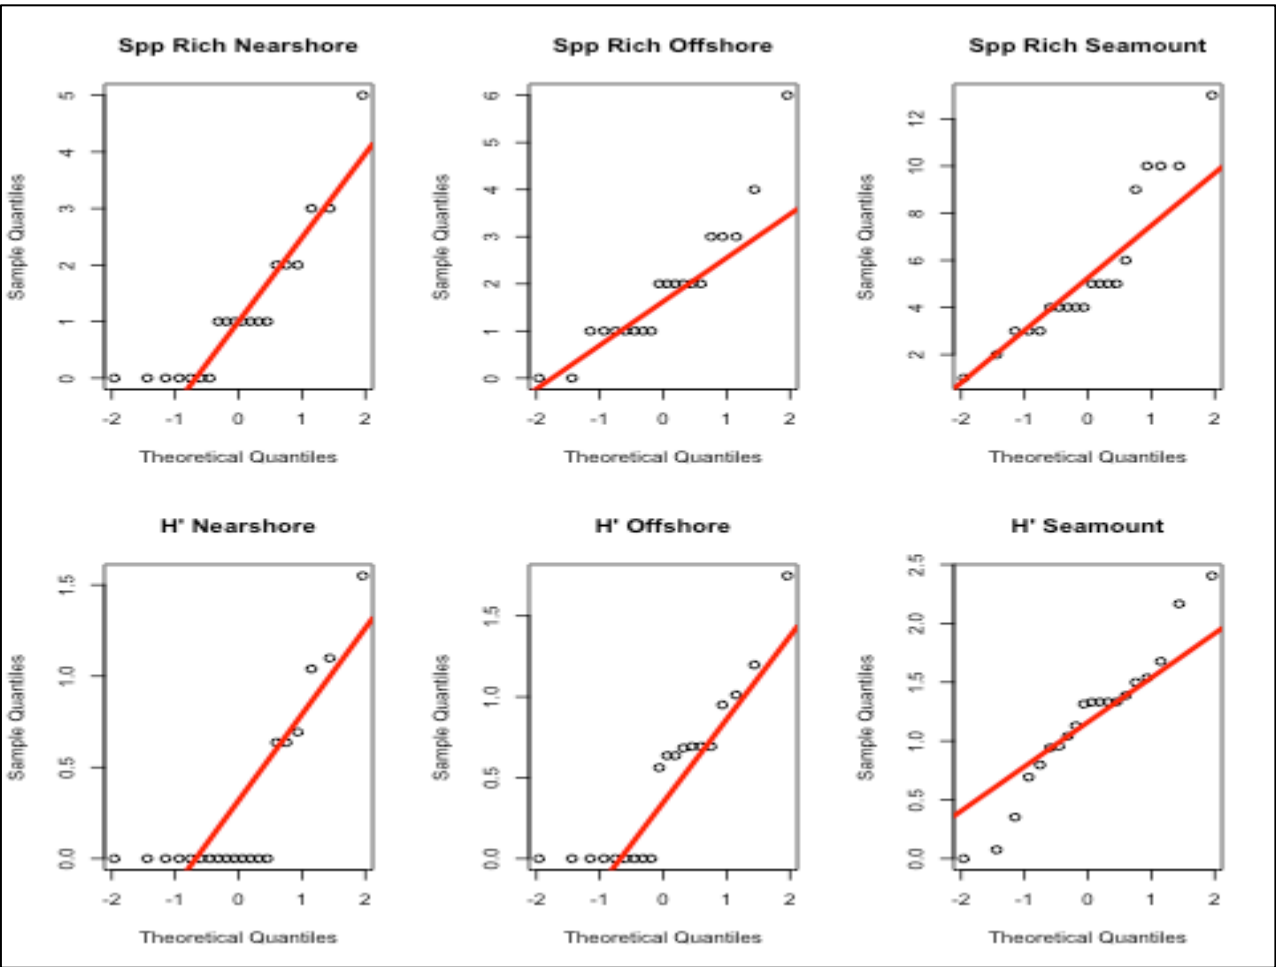 Spp Rich Nearshore
Spp Rich Offshore
Spp Rich Seamount
Sample Quantiles
5
4
3
2
1
0
-2 -1 0 1 2
Theoretical Quantiles
Sample Quantiles
6
5
4
3
2
1
0
-2 -1 0 1 2
Theoretical Quantiles
Sample Quantiles
12
10
8
6
4
2
-2 -1 0 1 2
Theoretical Quantiles
H' Nearshore
H' Offshore
H' Seamount
Sample Quantiles
1.5
1.0
0.5
0.0
-2 -1 0 1 2
Theoretical Quantiles
Sample Quantiles
1.5
1.0
0.5
0.0
-2 -1 0 1 2
Theoretical Quantiles
Sample Quantiles
2.5
2.0
1.5
1.0
0.5
0.0
-2 -1 0 1 2
Theoretical Quantiles